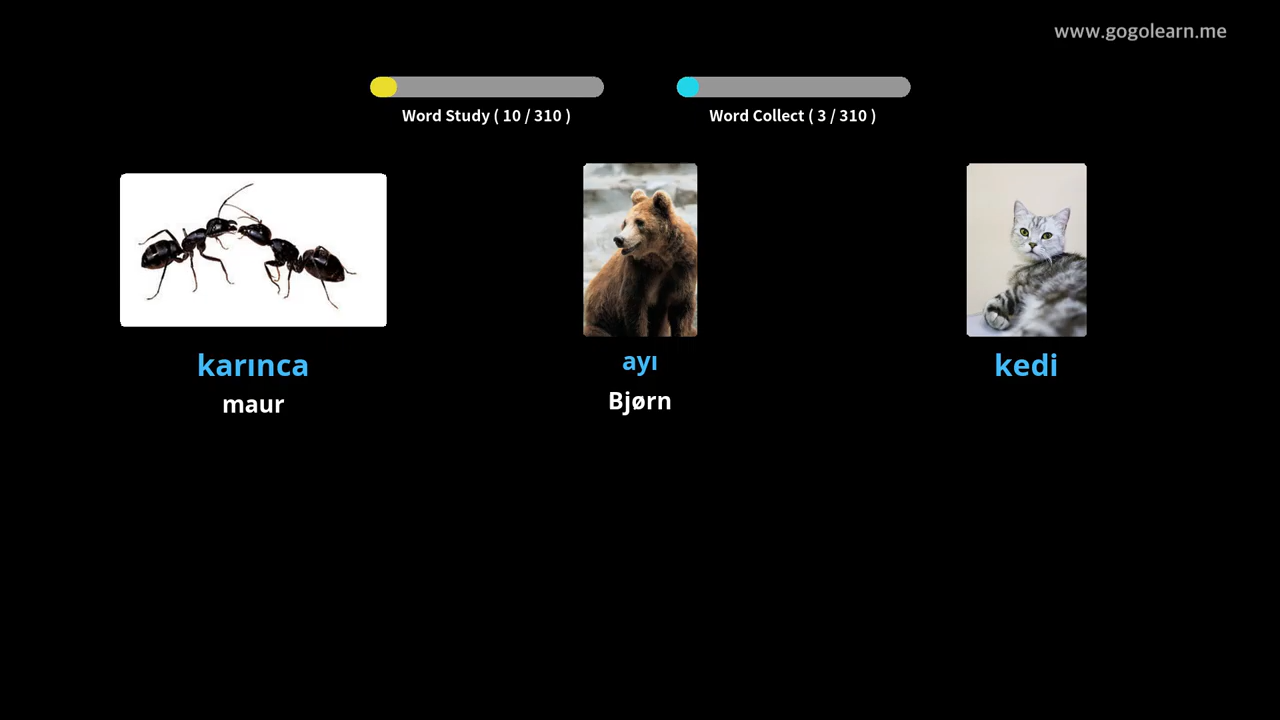 www.gogolearn.me
Word Study ( 10 / 310 )
Word Collect ( 3 / 310 )
karınca
maur
ayı
Bjørn
kedi